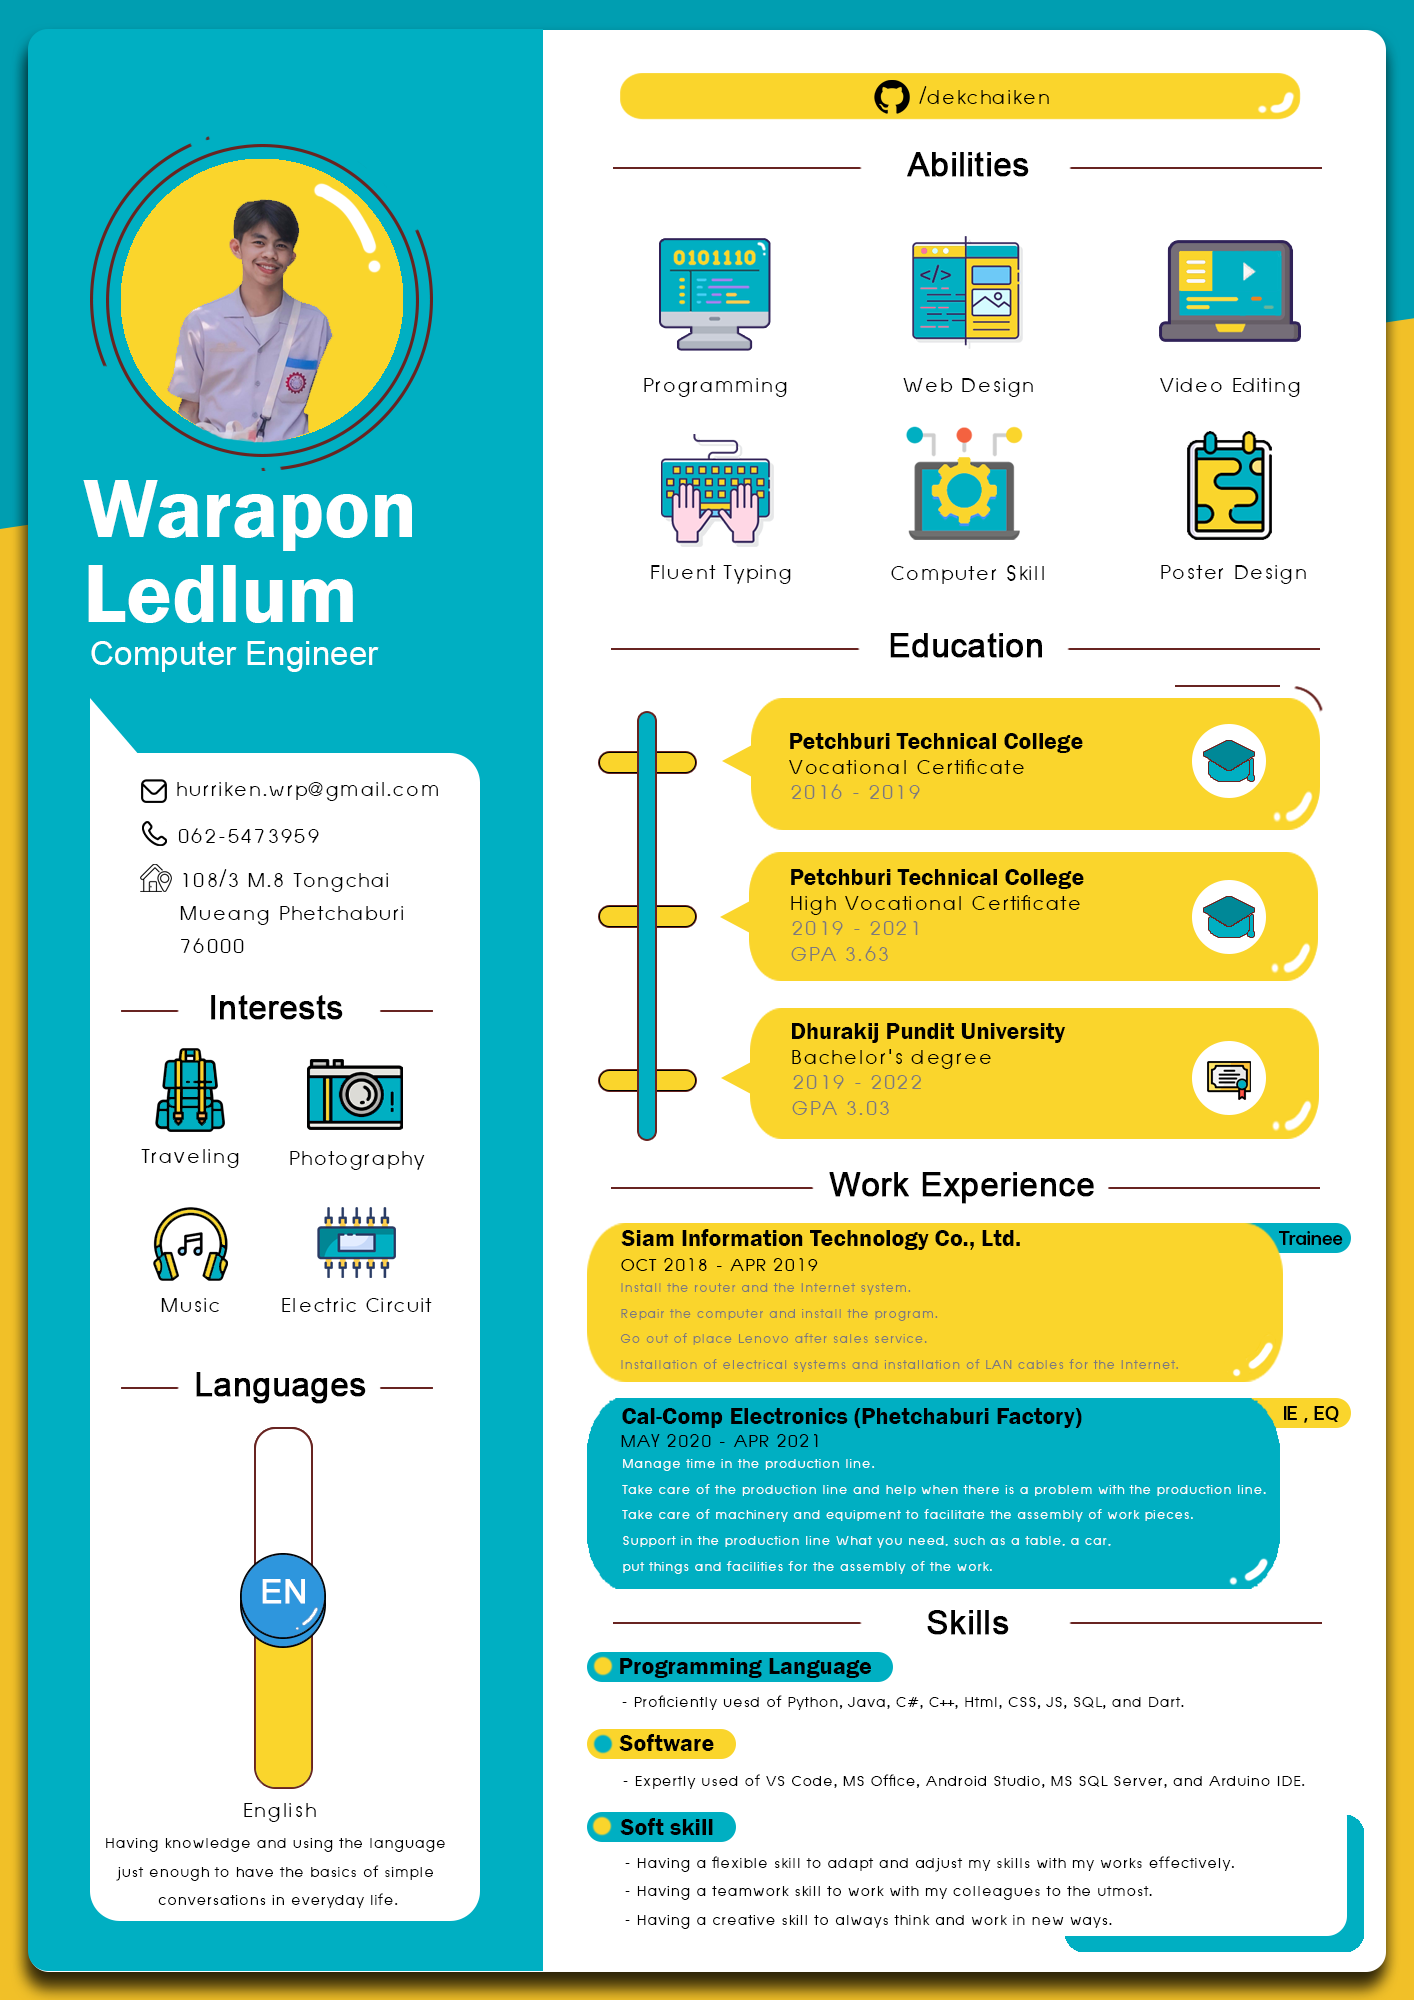 Warapon
Ledlum
Computer Engineer
hurriken.wrp@gmail.com
062-5473959
108/3 M.8 Tongchai
Mueang Phetchaburi
76000
Interests
Traveling
Photography
Music
Electric Circuit
Languages
EN
English
Having knowledge and using the language
just enough to have the basics of simple
conversations in everyday life.
/dekchaiken
Abilities
0101110
</>
Programming
Web Design
Video Editing
Fluent Typing
Computer Skill
Poster Design
Education
Petchburi Technical College
Vocational Certificate
2016 - 2019
Petchburi Technical College
High Vocational Certificate
2019 - 2021
GPA 3.63
Dhurakij Pundit University
Bachelor's degree
2019 - 2022
GPA 3.03
Work Experience
Siam Information Technology Co., Ltd.
Trainee
OCT 2018 - APR 2019
Install the router and the Internet system.
Repair the computer and install the program.
Go out of place Lenovo after sales service.
Installation of electrical systems and installation of LAN cables for the Internet.
Cal-Comp Electronics (Phetchaburi Factory)
IE , EQ
MAY 2020 - APR 2021
Manage time in the production line.
Take care of the production line and help when there is a problem with the production line.
Take care of machinery and equipment to facilitate the assembly of work pieces.
Support in the production line What you need, such as a table, a car,
put things and facilities for the assembly of the work.
Skills
Programming Language
- Proficiently uesd of Python, Java, C#, C++, Html, CSS, JS, SQL, and Dart.
Software
- Expertly used of VS Code, MS Office, Android Studio, MS SQL Server, and Arduino IDE.
Soft skill
- Having a flexible skill to adapt and adjust my skills with my works effectively.
- Having a teamwork skill to work with my colleagues to the utmost.
- Having a creative skill to always think and work in new ways.